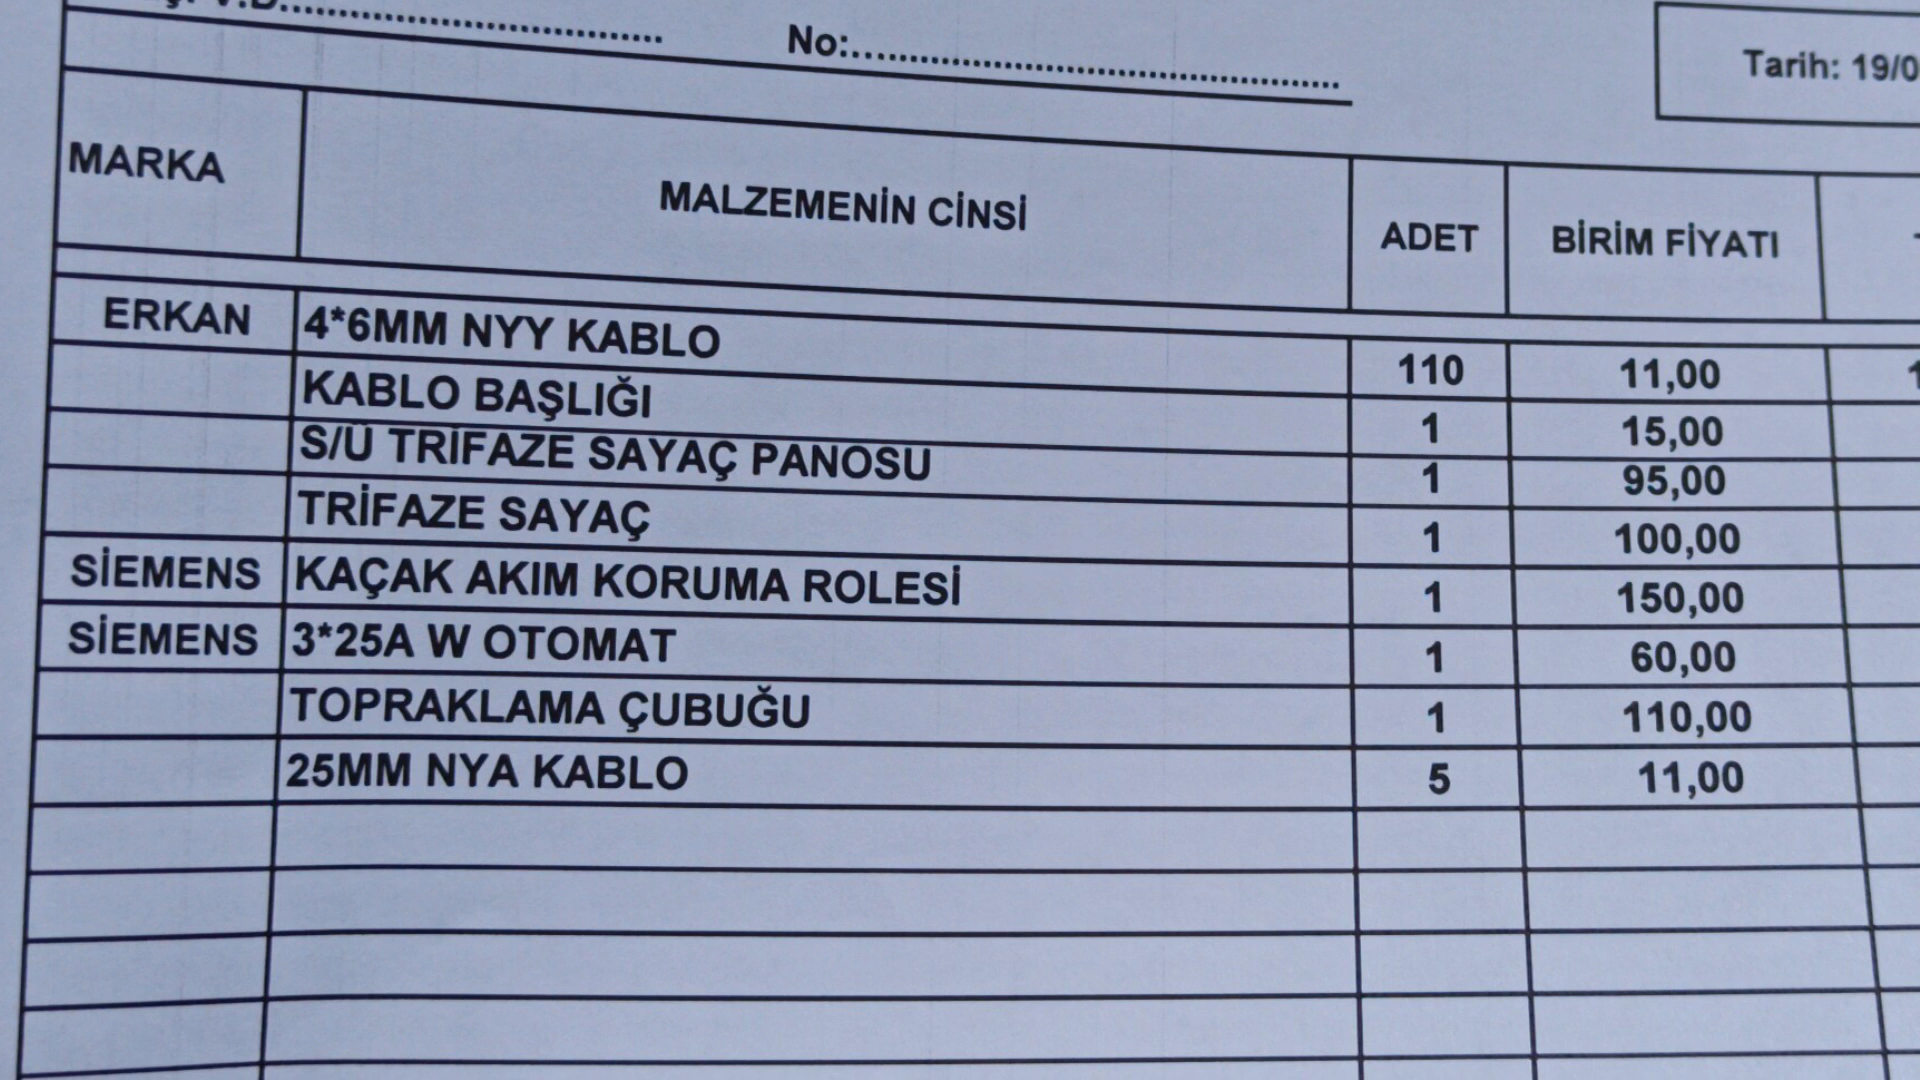 No:
Tarih: 19/0
MARKA MALZEMENİN CİNSİ ADET BİRİM FİYATI
ERKAN 4*6MM NYY KABLO 110 11,00
KABLO BAŞLIĞI 1 15,00
S/Ü TRİFAZE SAYAÇ PANOSU 1 95,00
TRİFAZE SAYAÇ 1 100,00
SİEMENS KAÇAK AKIM KORUMA ROLESİ 1 150,00
SİEMENS 3*25A W OTOMAT 1 60,00
TOPRAKLAMA ÇUBUĞU 1 110,00
25MM NYA KABLO 5 11,00